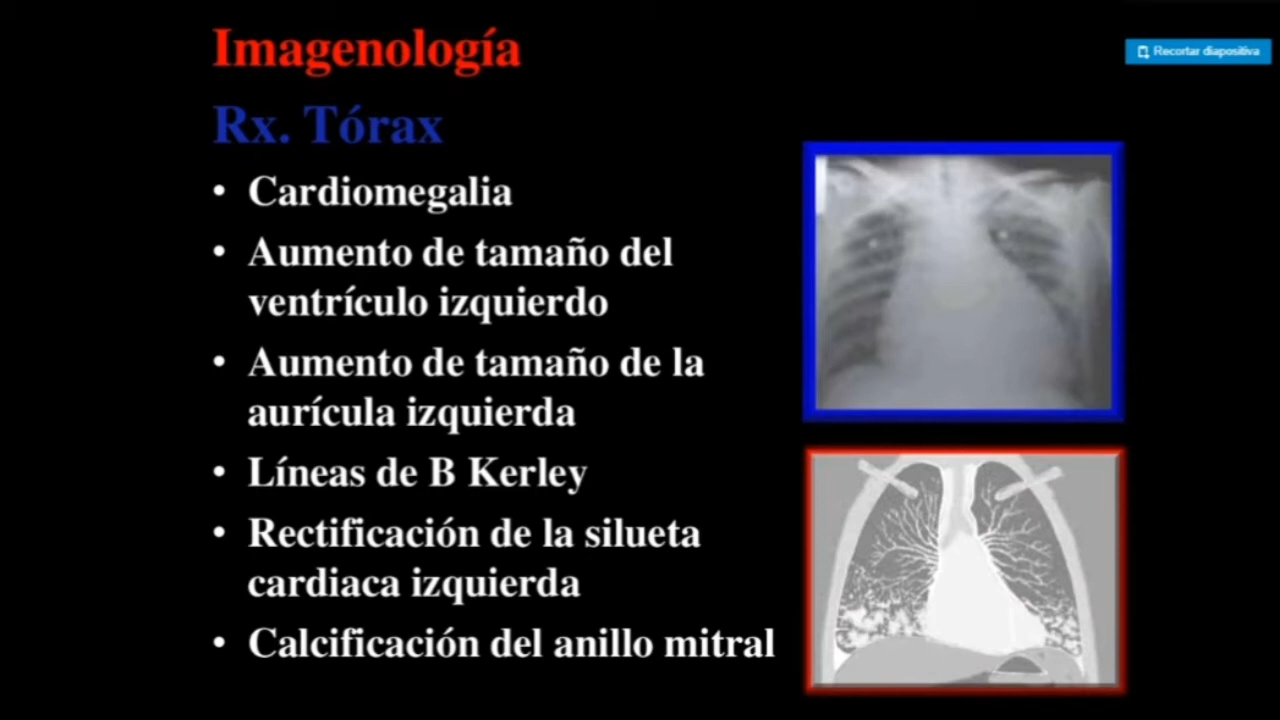 Imagenología
Recortar diapositiva
Rx. Tórax
• Cardiomegalia
• Aumento de tamaño del
ventrículo izquierdo
• Aumento de tamaño de la
aurícula izquierda
• Líneas de B Kerley
• Rectificación de la silueta
cardiaca izquierda
• Calcificación del anillo mitral